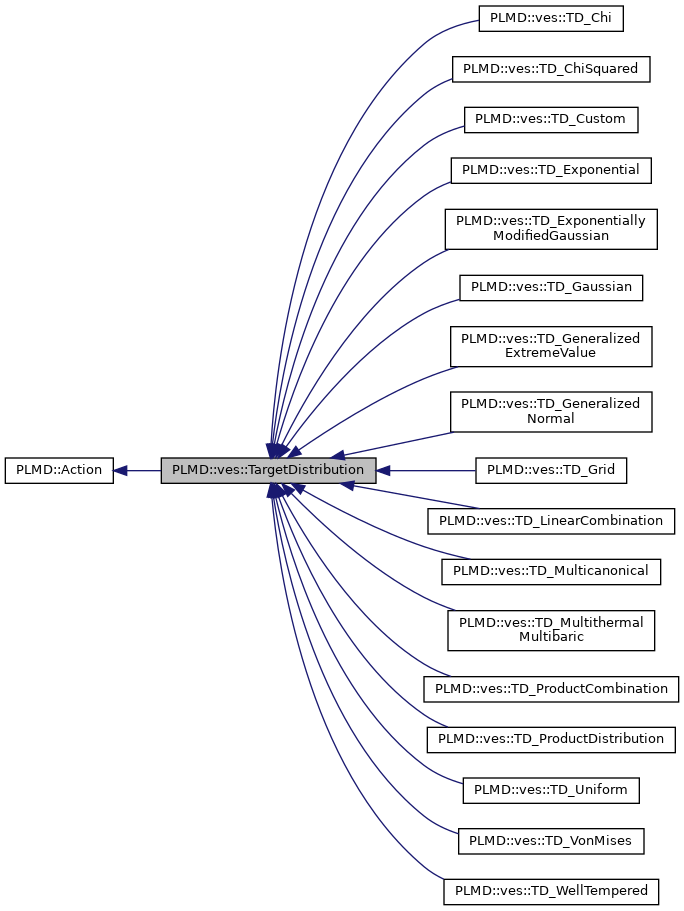 PLMD::ves::TD_Chi
PLMD::ves::TD_ChiSquared
PLMD::ves::TD_Custom
PLMD::ves::TD_Exponential
PLMD::ves::TD_Exponentially
ModifiedGaussian
PLMD::ves::TD_Gaussian
PLMD::ves::TD_Generalized
ExtremeValue
PLMD::ves::TD_Generalized
Normal
PLMD::Action
PLMD::ves::TargetDistribution
PLMD::ves::TD_Grid
PLMD::ves::TD_LinearCombination
PLMD::ves::TD_Multicanonical
PLMD::ves::TD_Multithermal
Multibaric
PLMD::ves::TD_ProductCombination
PLMD::ves::TD_ProductDistribution
PLMD::ves::TD_Uniform
PLMD::ves::TD_VonMises
PLMD::ves::TD_WellTempered